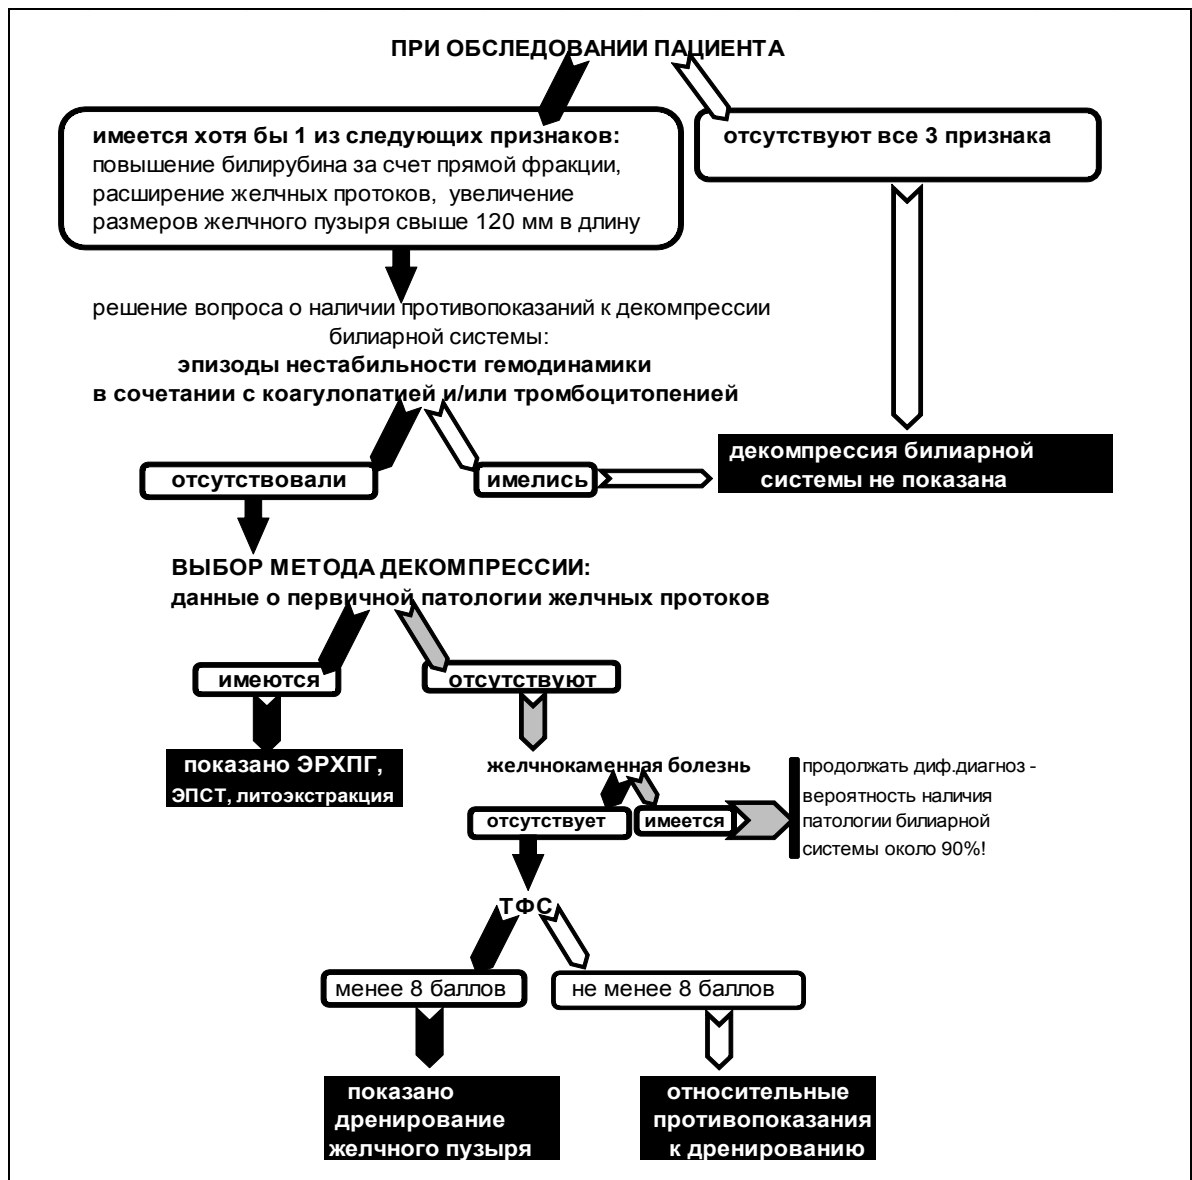 ПРИ ОБСЛЕДОВАНИИ ПАЦИЕНТА
имеется хотя бы 1 из следующих признаков:
повышение билирубина за счет прямой фракции,
расширение желчных протоков, увеличение
размеров желчного пузыря свыше 120 мм в длину
отсутствуют все 3 признака
решение вопроса о наличии противопоказаний к декомпрессии
билиарной системы:
эпизоды нестабильности гемодинамики
в сочетании с коагулопатией и/или тромбоцитопенией
декомпрессия билиарной
системы не показана
отсутствовали
имелись
ВЫБОР МЕТОДА ДЕКОМПРЕССИИ:
данные о первичной патологии желчных протоков
имеются
отсутствуют
показано ЭРХПГ,
ЭПСТ, литоэкстракция
желчнокаменная болезнь
отсутствует
имеется
продолжать диф.диагноз -
вероятность наличия
патологии билиарной
системы около 90%!
ТФС
менее 8 баллов
не менее 8 баллов
показано
дренирование
желчного пузыря
относительные
противопоказания
к дренированию